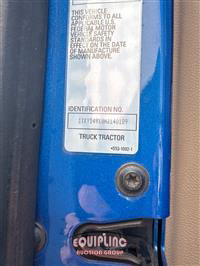 THIS VEHICLE
CONFORMS TO ALL
APPLICABLE U.S.
FEDERAL MOTOR
VEHICLE SAFETY
STANDARDS IN
EFFECT ON THE DATE
OF MANUFACTURE
SHOWN ABOVE.
IDENTIFICATION NO.
TRUCK TRACTOR
EQUIPLINC
AUCTION GROUP